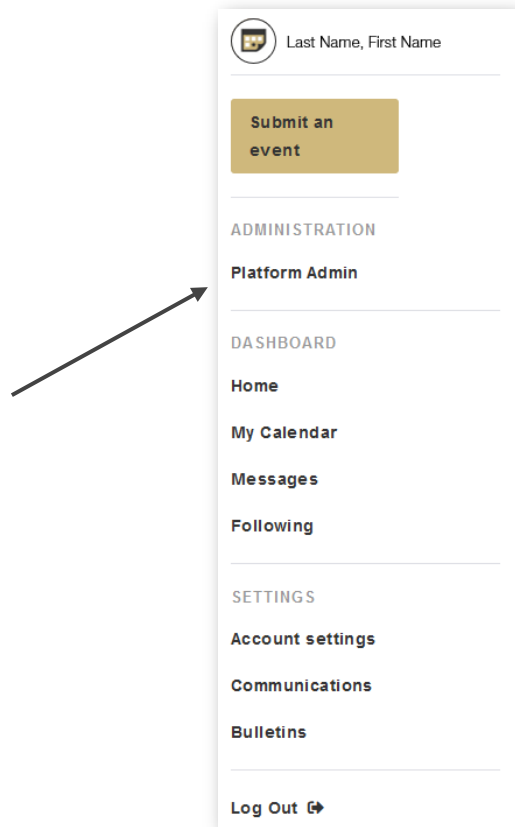 Last Name, First Name
Submit an
event
ADMINISTRATION
Platform Admin
DASHBOARD
Home
My Calendar
Messages
Following
SETTINGS
Account settings
Communications
Bulletins
Log Out